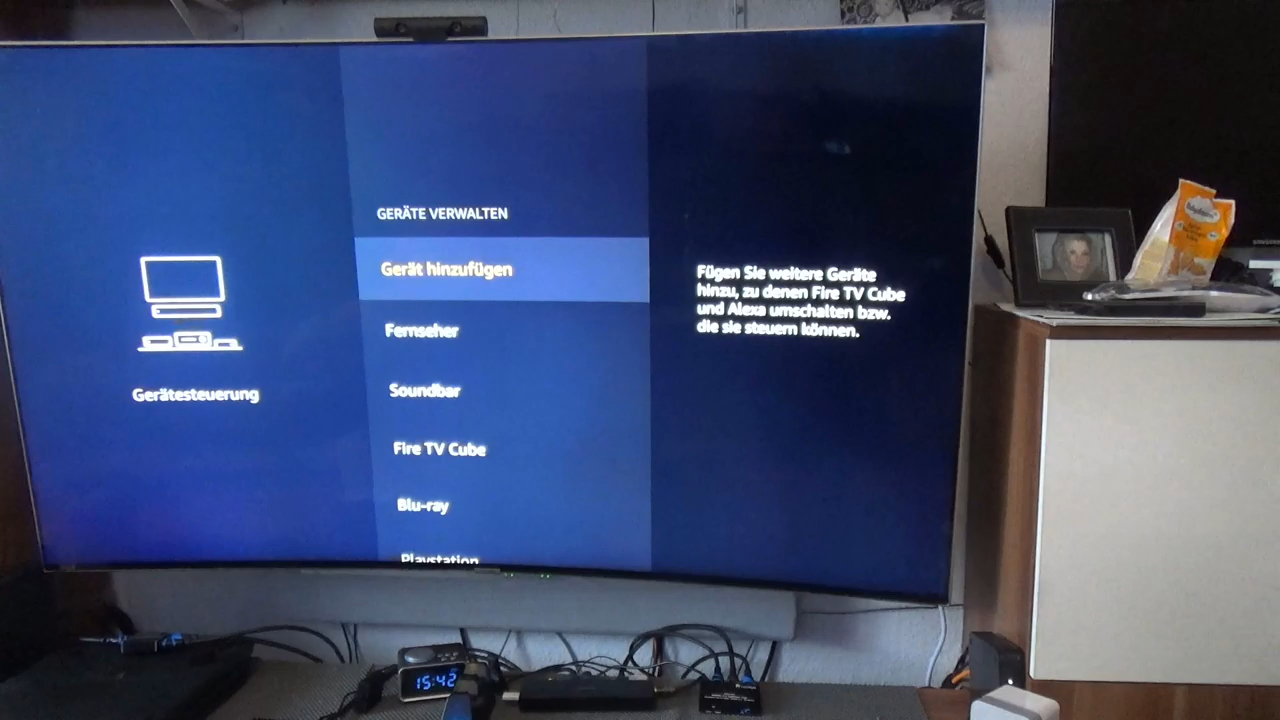 GERÄTE VERWALTEN
Gerät hinzufügen
Fernseher
Soundbar
Fire TV Cube
Blu-ray
Playstation
Gerätesteuerung
Fügen Sie weitere Geräte
hinzu, zu denen Fire TV Cube
und Alexa umschalten bzw.
die sie steuern können.
15:42
SAMSUNG